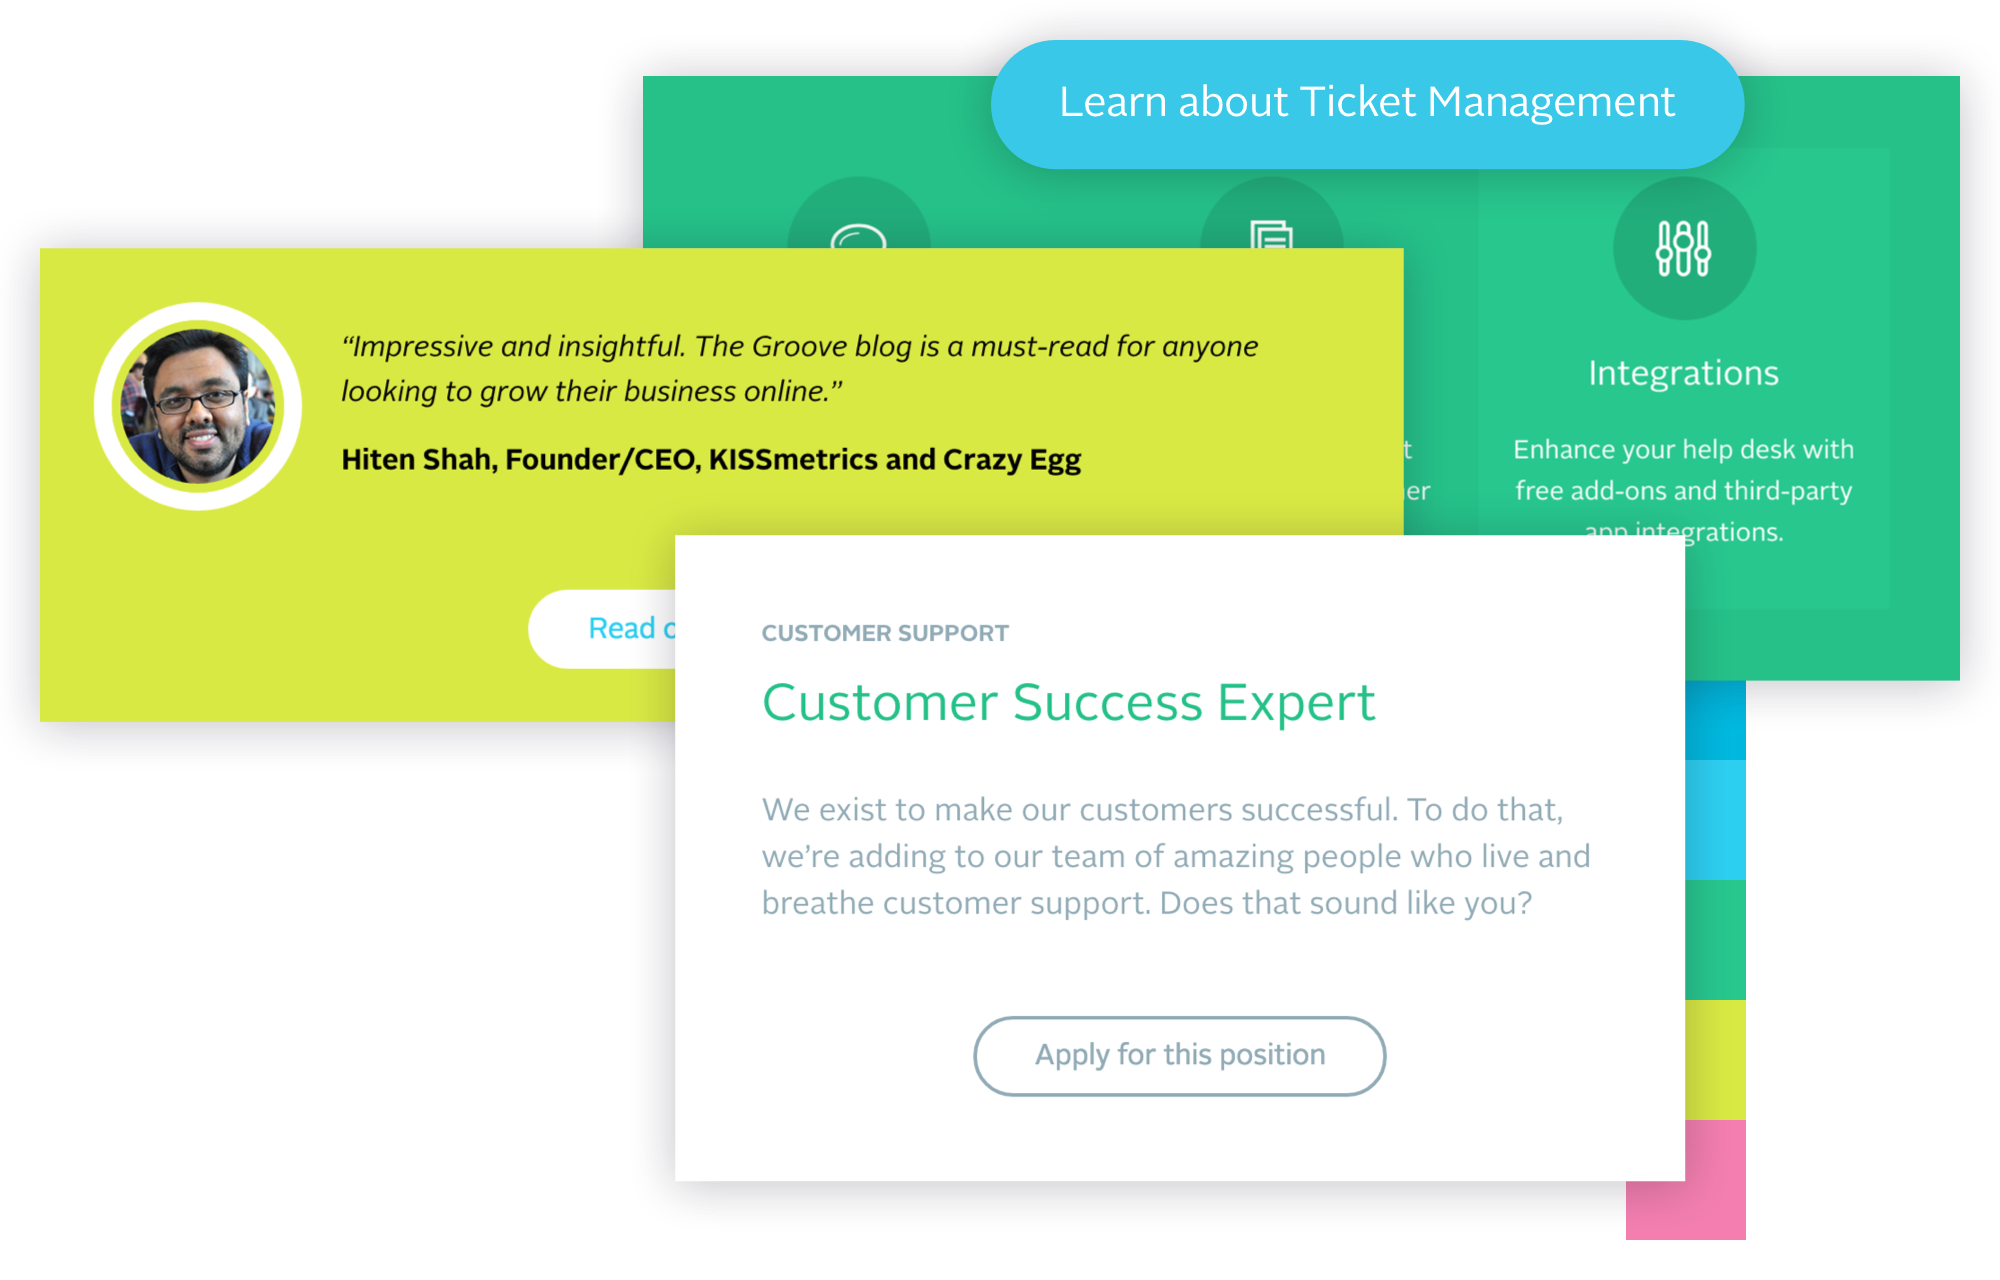 Learn about Ticket Management
Integrations
Enhance your help desk with
free add-ons and third-party
app integrations.
“Impressive and insightful. The Groove blog is a must-read for anyone
looking to grow their business online.”
Hiten Shah, Founder/CEO, KISSmetrics and Crazy Egg
Read
CUSTOMER SUPPORT
Customer Success Expert
We exist to make our customers successful. To do that,
we’re adding to our team of amazing people who live and
breathe customer support. Does that sound like you?
Apply for this position